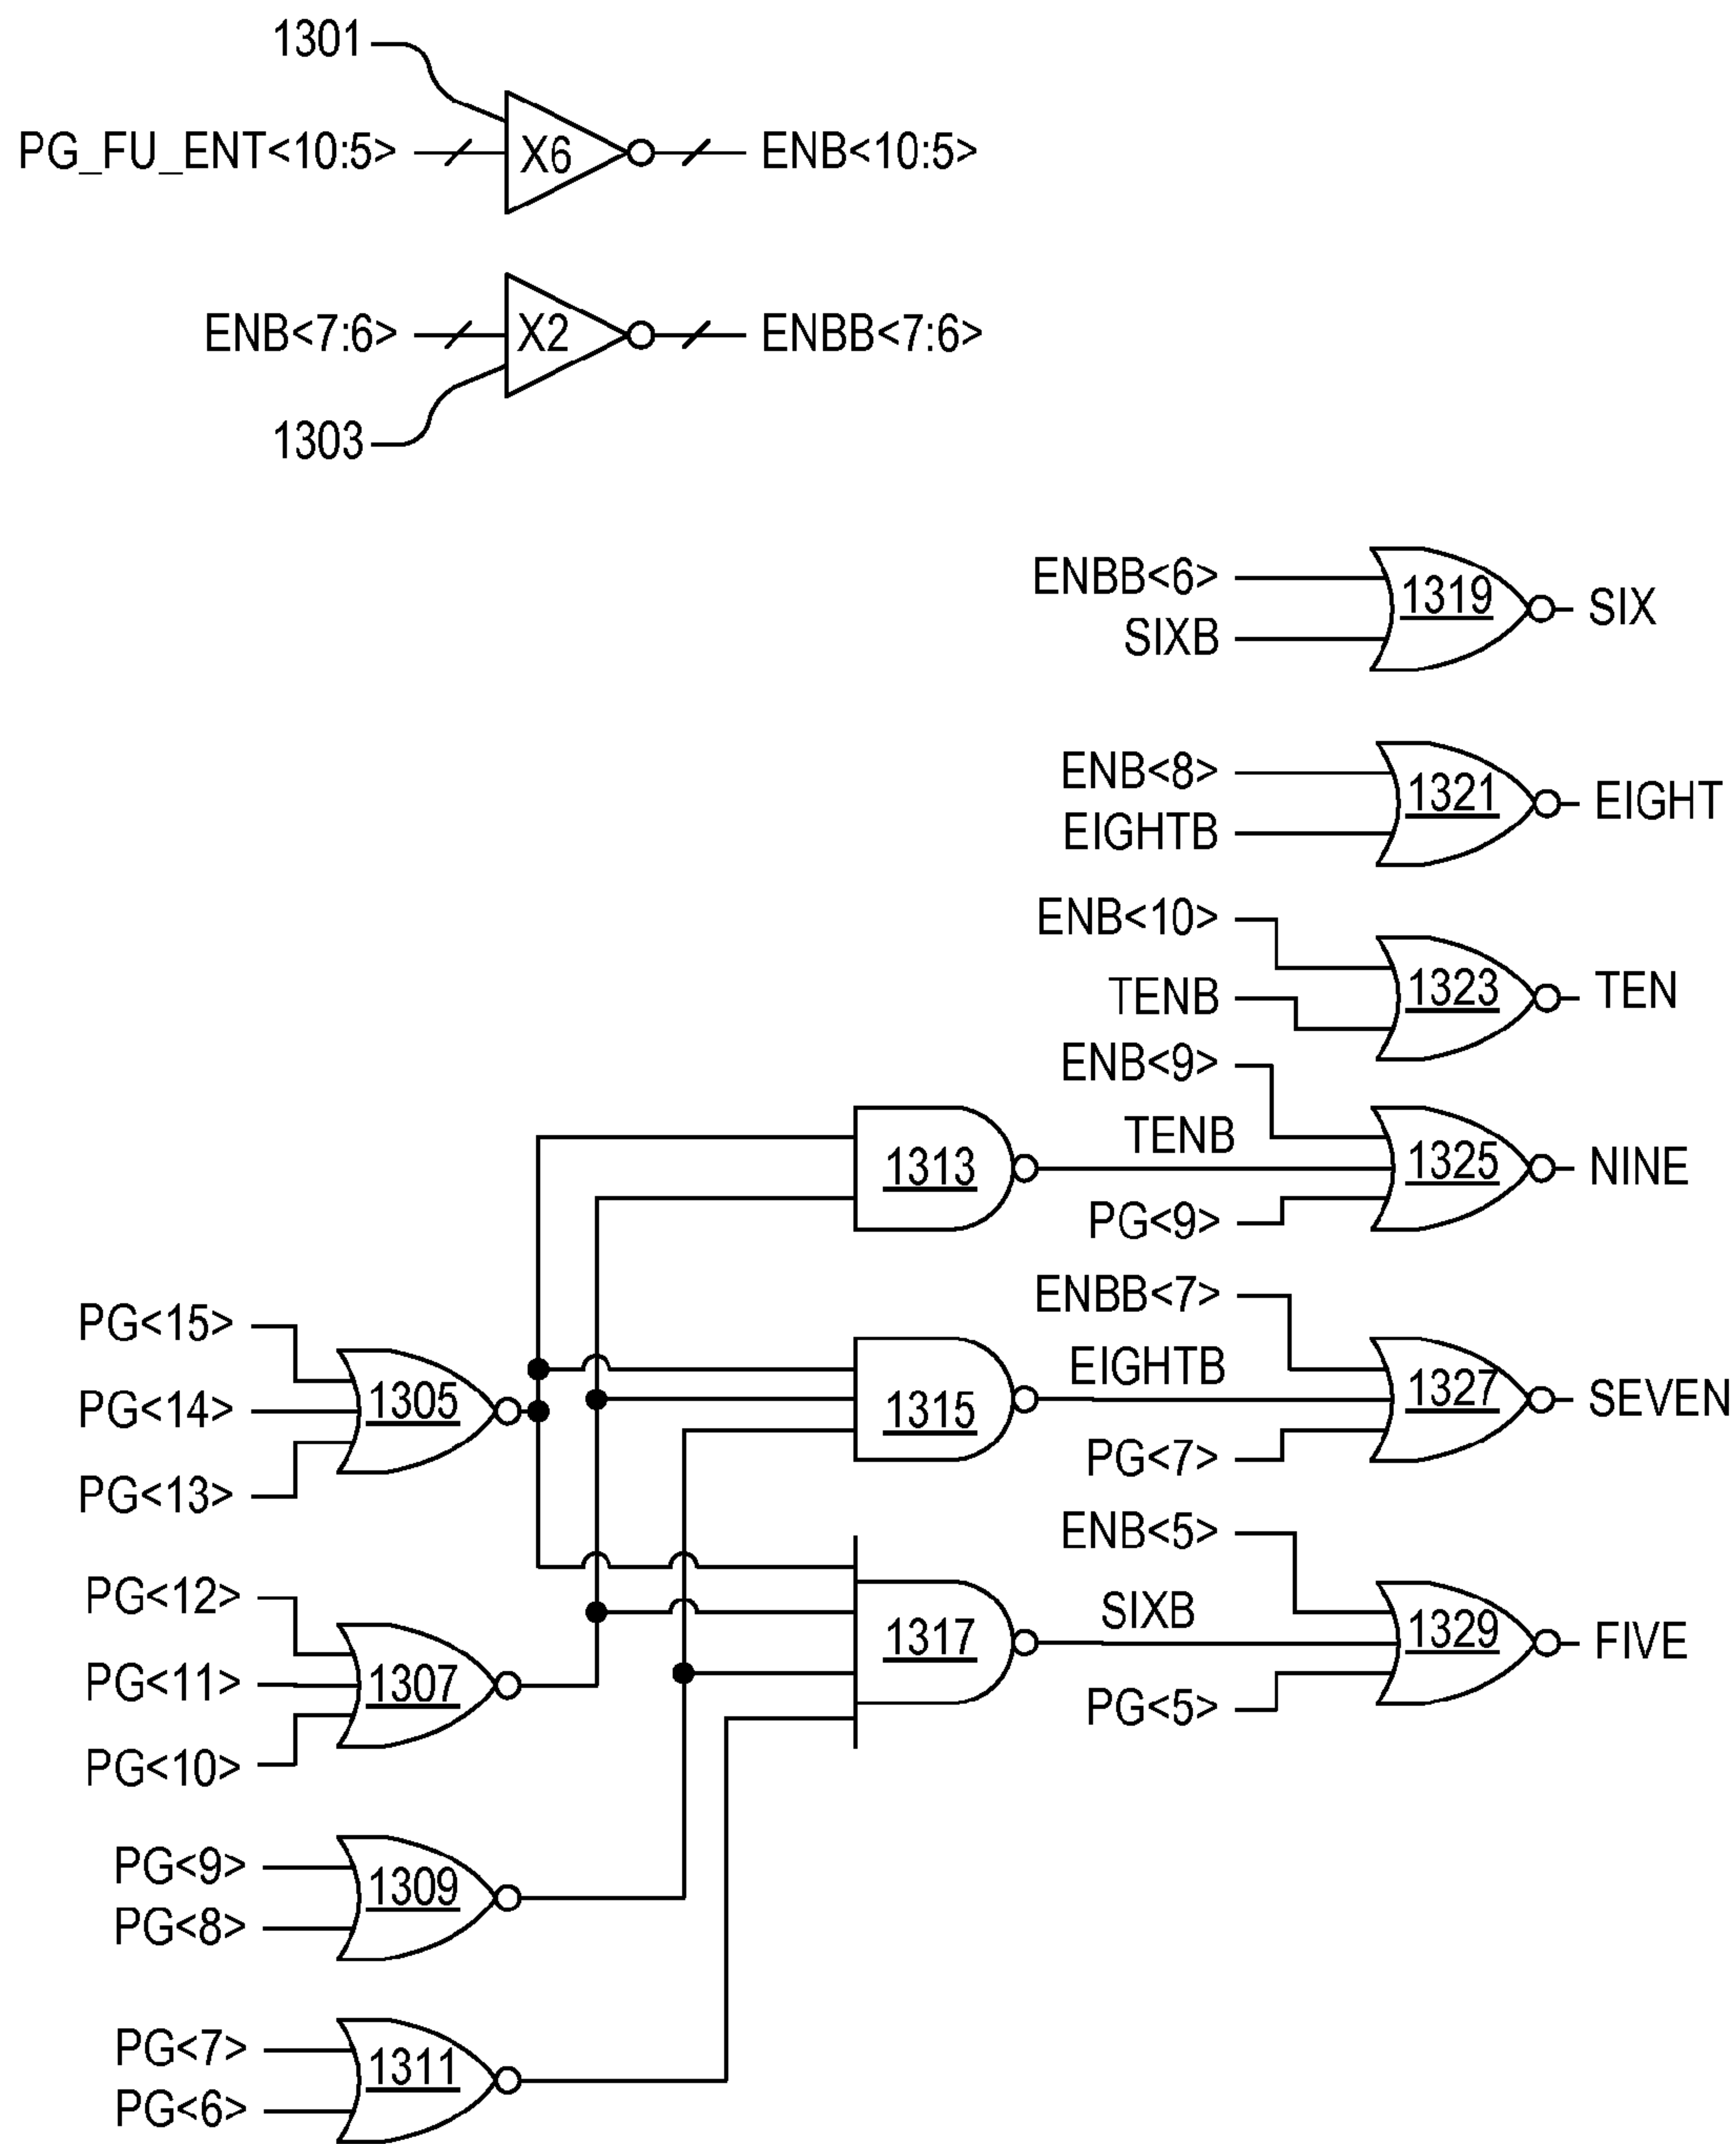 1301
PG_FU_ENT<10:5>
X6
ENB<10:5>
ENB<7:6>
X2
ENBB<7:6>
1303
ENBB<6>
SIXB
1319
SIX
ENB<8>
EIGHTB
1321
EIGHT
ENB<10>
TENB
1323
TEN
ENB<9>
TENB
PG<9>
1313
1325
NINE
ENBB<7>
EIGHTB
PG<7>
1315
1327
SEVEN
PG<15>
PG<14>
PG<13>
1305
ENB<5>
SIXB
PG<5>
1317
1329
FIVE
PG<12>
PG<11>
PG<10>
1307
PG<9>
PG<8>
1309
PG<7>
PG<6>
1311